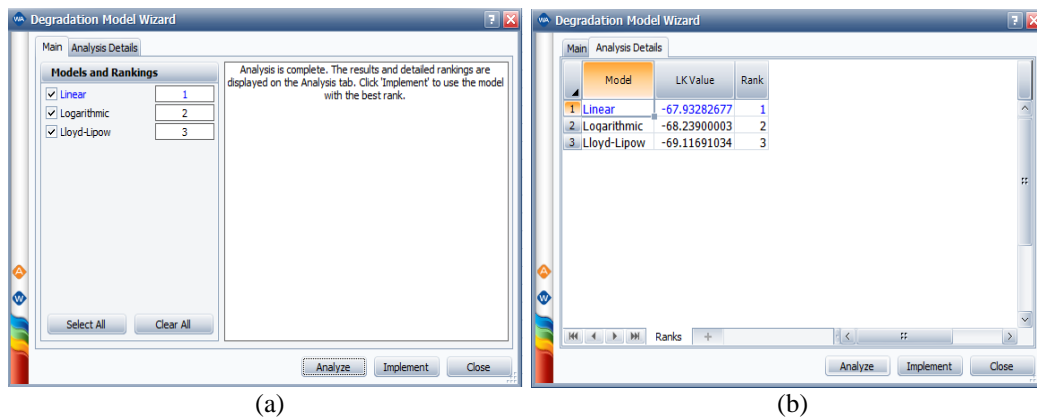 WA Degradation Model Wizard ?
Main Analysis Details
Models and Rankings
Linear 1
Logarithmic 2
Lloyd-Lipow 3
Select All Clear All
Analysis is complete. The results and detailed rankings are
displayed on the Analysis tab. Click 'Implement' to use the model
with the best rank.
Analyze Implement Close
A
W
(a)
WA Degradation Model Wizard ?
Main Analysis Details
Model LK Value Rank
1 Linear -67.93282677 1
2 Logarithmic -68.23900003 2
3 Lloyd-Lipow -69.11691034 3
Ranks +
Analyze Implement Close
A
W
(b)